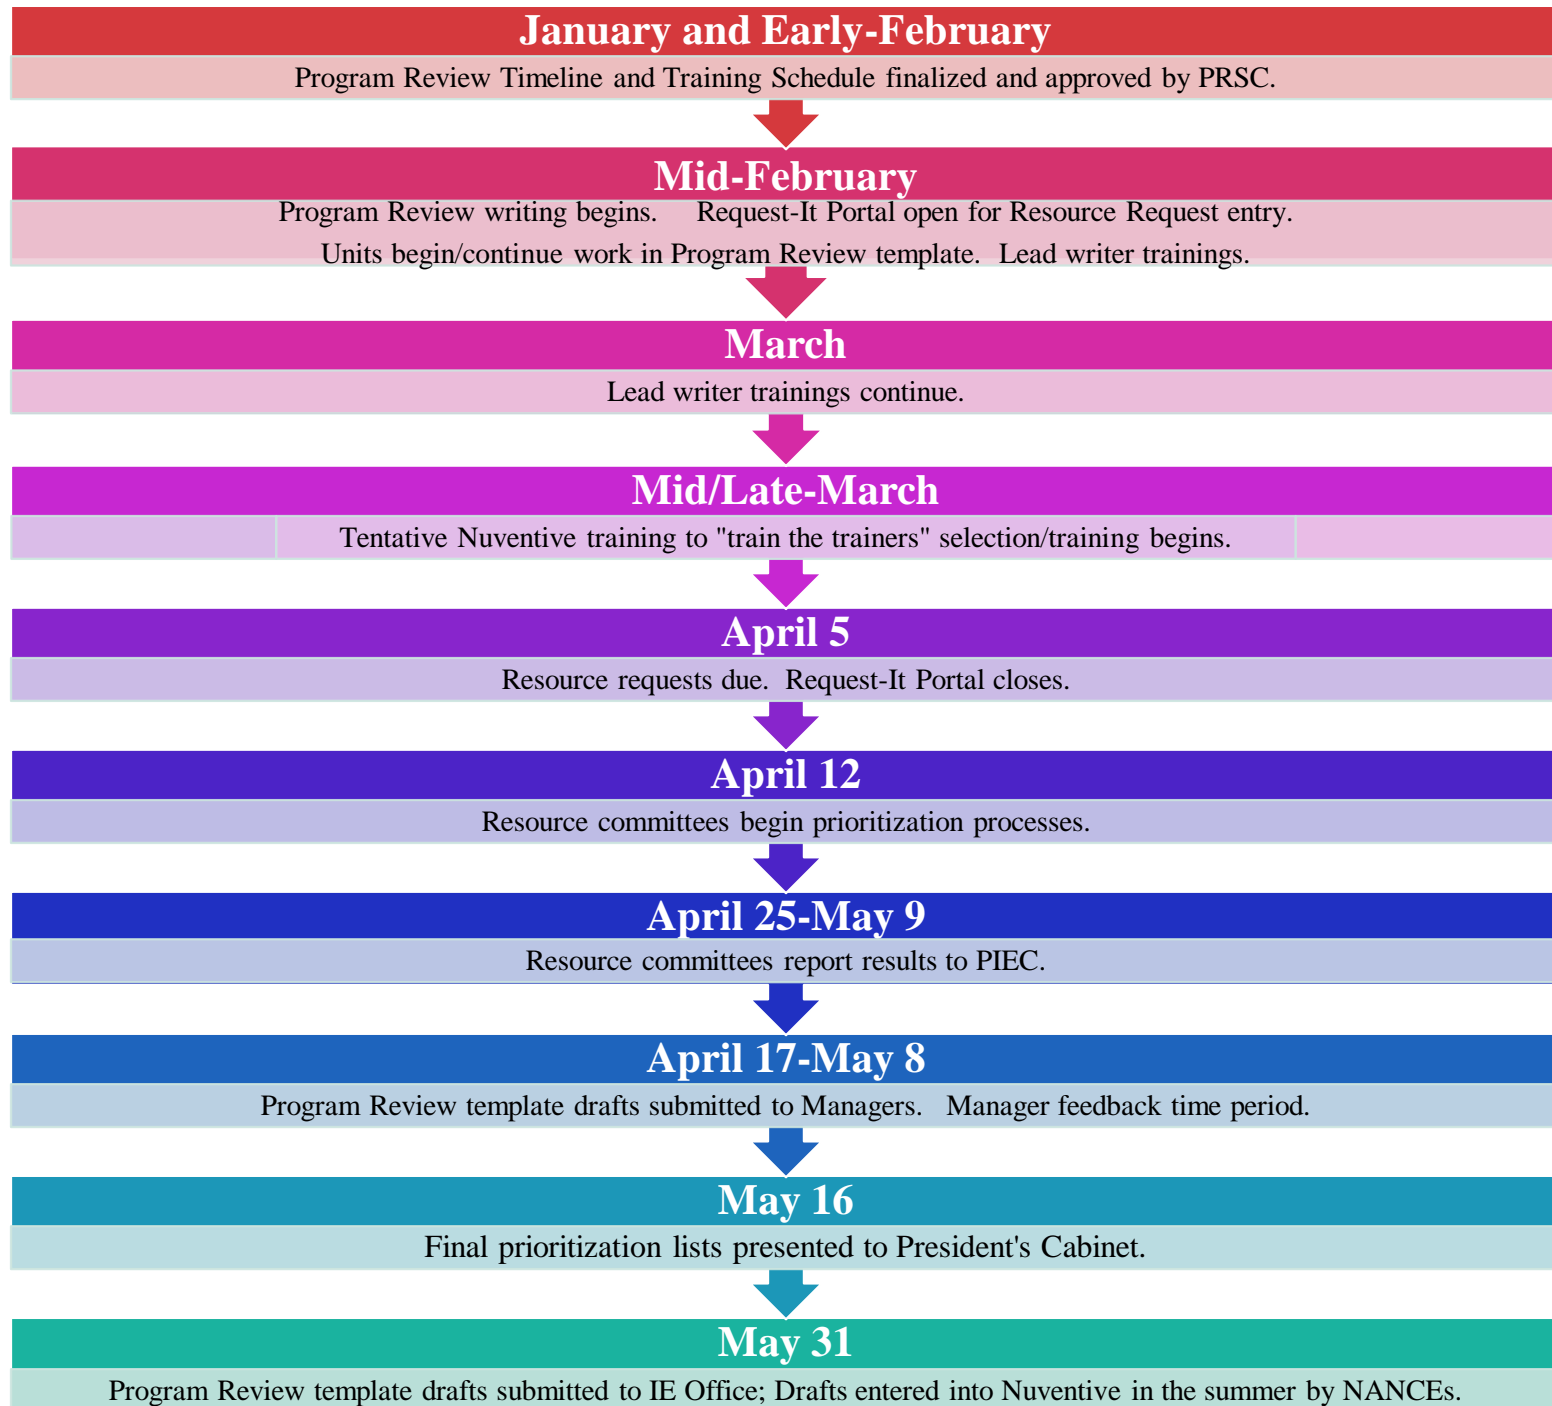 January and Early-February
Program Review Timeline and Training Schedule finalized and approved by PRSC.
Mid-February
Program Review writing begins.    Request-It Portal open for Resource Request entry.
Units begin/continue work in Program Review template.  Lead writer trainings.
March
Lead writer trainings continue.
Mid/Late-March
Tentative Nuventive training to "train the trainers" selection/training begins.
April 5
Resource requests due.  Request-It Portal closes.
April 12
Resource committees begin prioritization processes.
April 25-May 9
Resource committees report results to PIEC.
April 17-May 8
Program Review template drafts submitted to Managers.   Manager feedback time period.
May 16
Final prioritization lists presented to President's Cabinet.
May 31
Program Review template drafts submitted to IE Office; Drafts entered into Nuventive in the summer by NANCEs.